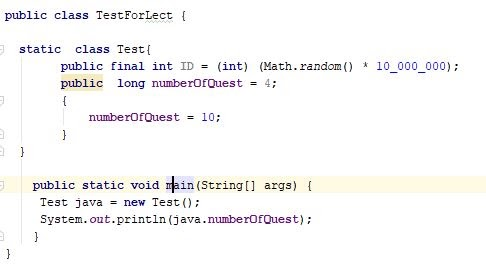 public class TestForLect {
static class Test{
public final int ID = (int) (Math.random() * 10_000_000);
public long numberOfQuest = 4;
{
numberOfQuest = 10;
}
}
public static void main(String[] args) {
Test java = new Test();
System.out.println(java.numberOfQuest);
}
}